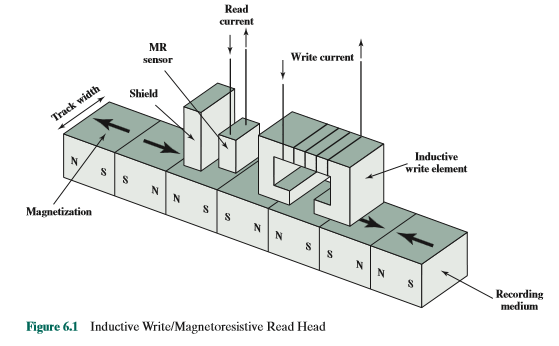 Read
current
MR
sensor
Write current
Shield
Track width
Inductive
write element
N
S
S
N
N
S
S
N
N
S
S
N
N
S
Magnetization
Recording
medium
Figure 6.1 Inductive Write/Magnetoresistive Read Head